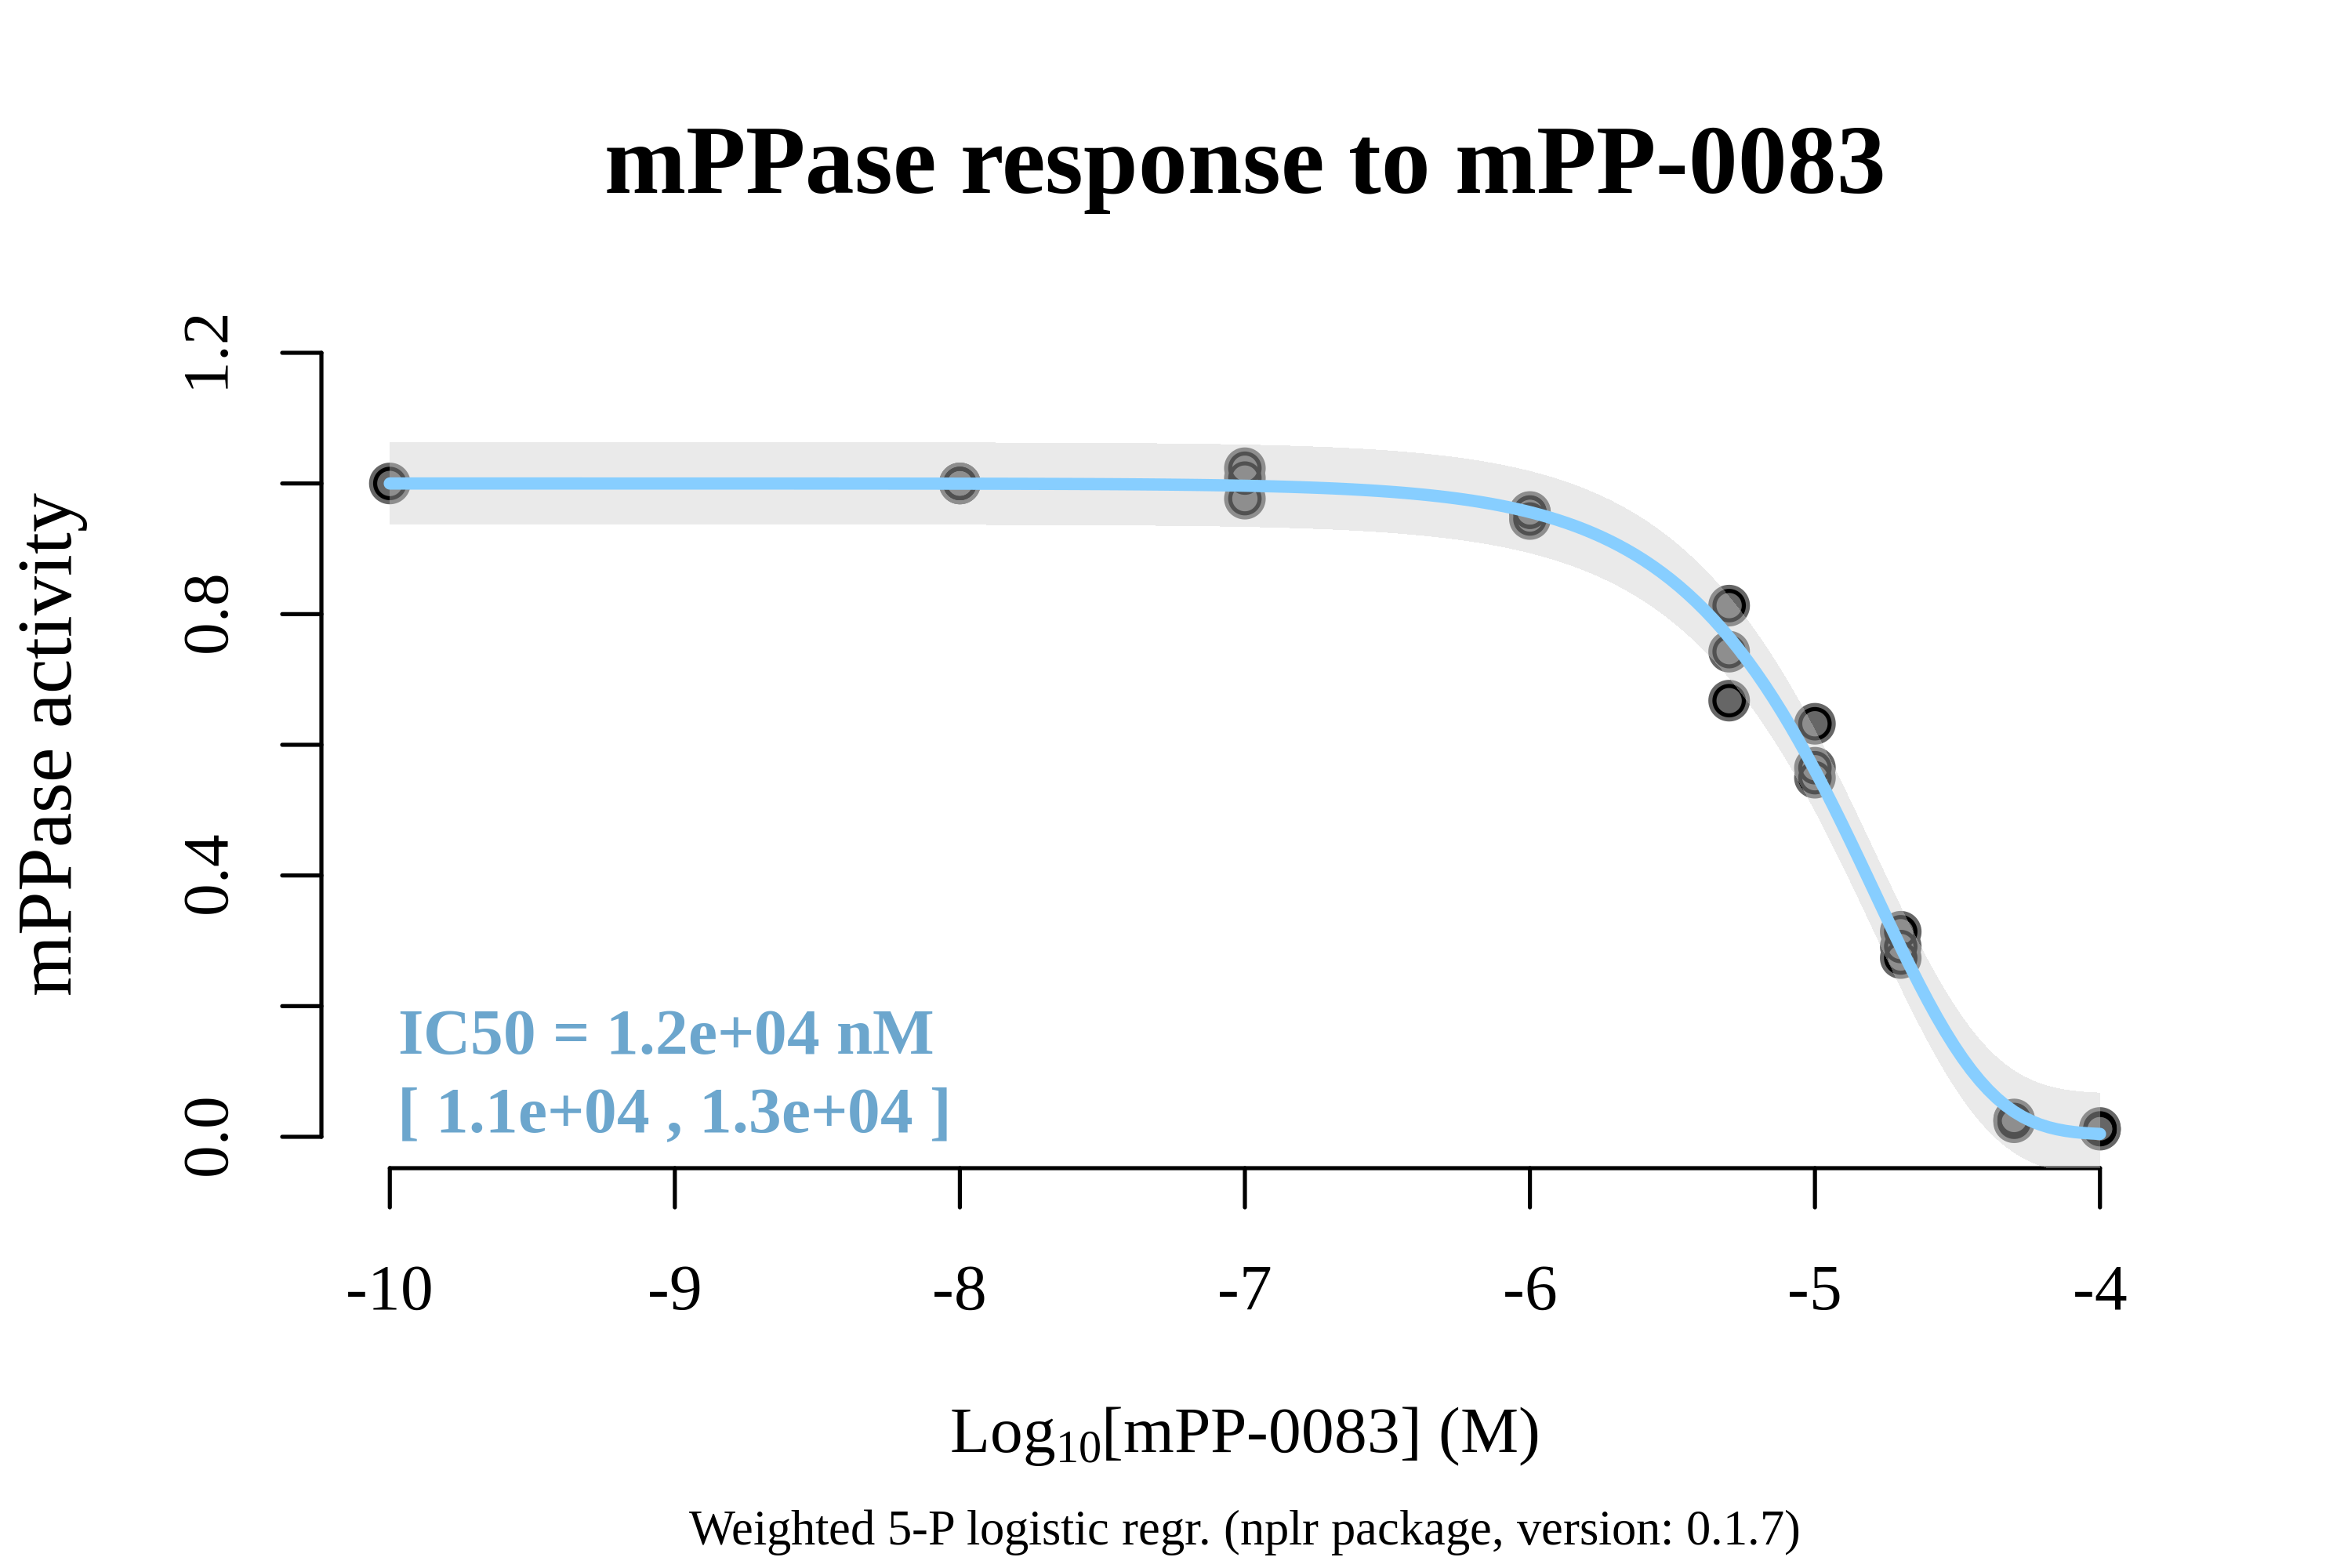 mPPase response to mPP-0083
mPPase activity
1.2
0.8
0.4
0.0
IC50 = 1.2e+04 nM
[ 1.1e+04 , 1.3e+04 ]
-10 -9 -8 -7 -6 -5 -4
Log10[mPP-0083] (M)
Weighted 5-P logistic regr. (nplr package, version: 0.1.7)